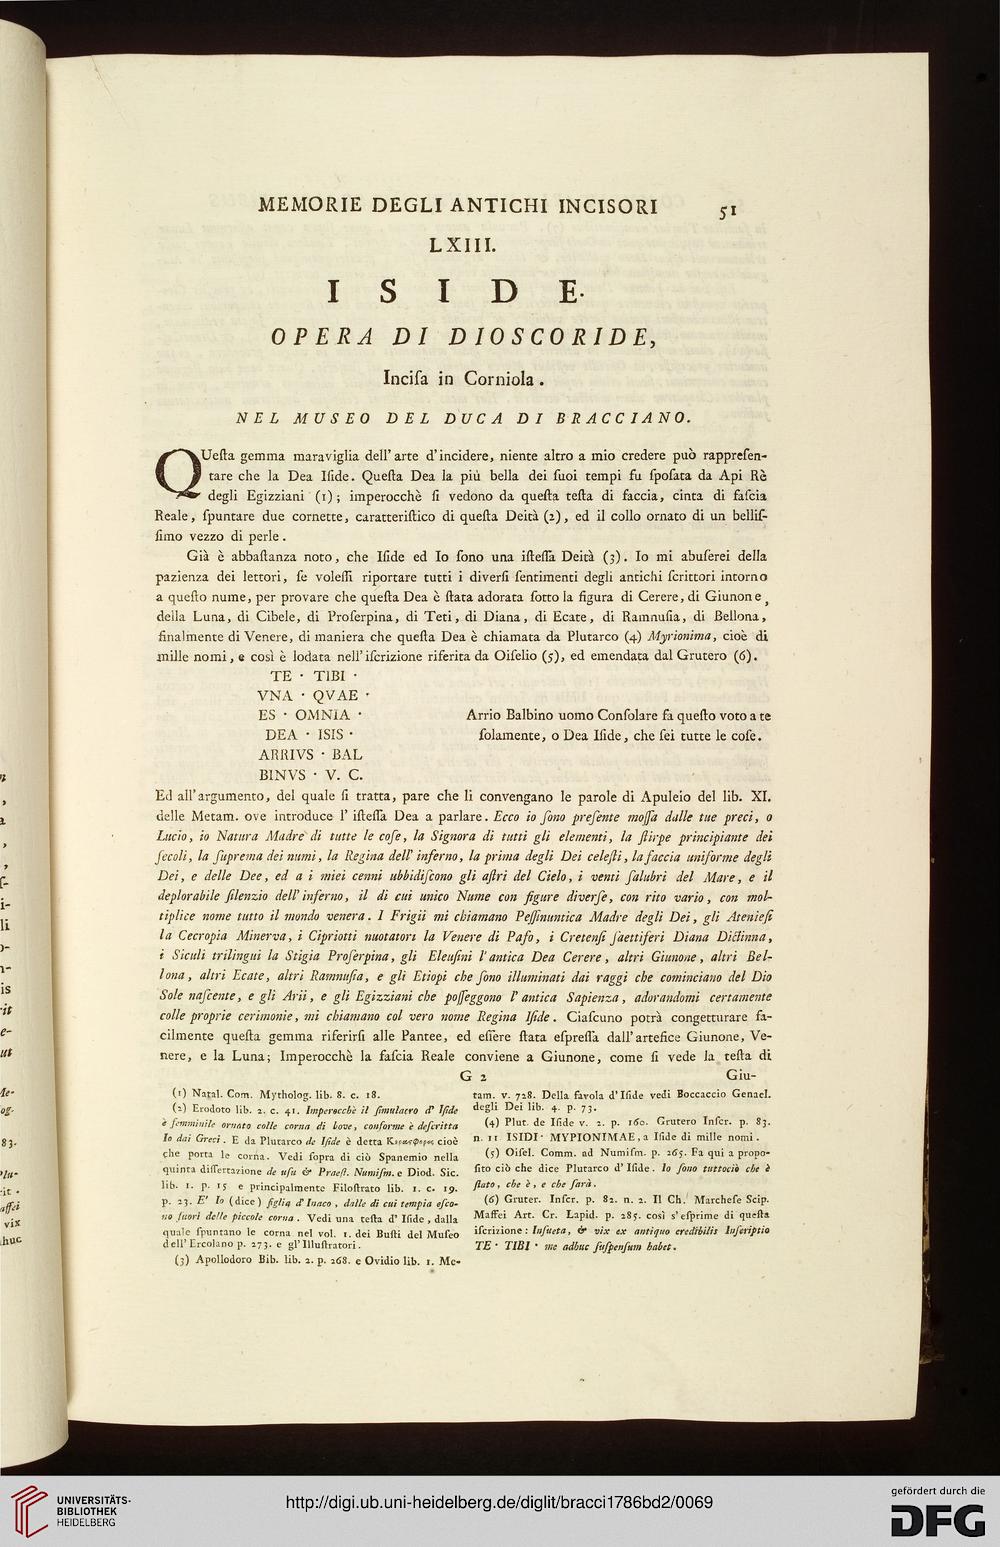 MEMORIE DEGLI ANTICHI INCISORI 51
LXIII.
I S I D E.
OPERA DI DIOSCORIDE,
Inciſa in Corniola.
NEL MUSEO DEL DUCA DI BRACCIANO.
QUeſta gemma maraviglia dell'arte d'incidere, niente altro a mio credere può rappreſen-
tare che la Dea Iſide. Queſta Dea la più bella dei ſuoi tempi fu ſpoſata da Api Rè
degli Egizziani (1); imperocchè ſi vedono da queſta teſta di faccia, cinta di faſcia
Reale, ſpuntare due cornette, caratteriſtico di queſta Deità (2), ed il collo ornato di un belliſ-
ſimo vezzo di perle.
Già è abbaſtanza noto, che Iſide ed Io ſono una iſteſſa Deità (3). Io mi abuſerei della
pazienza dei lettori, ſe voleſſi riportare tutti i diverſi ſentimenti degli antichi ſcrittori intorno
a queſto nume, per provare che queſta Dea è ſtata adorata ſotto la figura di Cerere, di Giunone,
della Luna, di Cibele, di Proſerpina, di Teti, di Diana, di Ecate, di Ramnuſia, di Bellona,
finalmente di Venere, di maniera che queſta Dea è chiamata da Plutarco (4) Myrionima, cioè di
mille nomi, e così è lodata nell'iſcrizione riferita da Oiſelio (5), ed emendata dal Grutero (6).
TE · TIBI ·
VNA · QVAE ·
ES · OMNIA ·
DEA · ISIS ·
ARRIVS · BAL
BINVS · V. C.
Arrio Balbino uomo Conſolare fa queſto voto a te
ſolamente, o Dea Iſide, che ſei tutte le coſe.
Ed all'argumento, del quale ſi tratta, pare che li convengano le parole di Apuleio del lib. XI.
delle Metam. ove introduce l'iſteſſa Dea a parlare. Ecco io ſono preſente moſſa dalle tue preci, o
Lucio, io Natura Madre di tutte le coſe, la Signora di tutti gli elementi, la ſtirpe principiante dei
ſecoli, la ſuprema dei numi, la Regina dell'inferno, la prima degli Dei celeſti, la faccia uniforme degli
Dei, e delle Dee, ed a i miei cenni ubbidiſcono gli aſtri del Cielo, i venti ſalubri del Mare, e il
deplorabile ſilenzio dell'inferno, il di cui unico Nume con figure diverſe, con rito vario, con mol-
tiplice nome tutto il mondo venera. I Frigii mi chiamano Peſſinuntica Madre degli Dei, gli Atenieſi
la Cecropia Minerva, i Cipriotti nuotatori la Venere di Pafo, i Cretenſi ſaettiferi Diana Dictinna,
i Siculi trilingui la Stigia Proſerpina, gli Eleuſini l'antica Dea Cerere, altri Giunone, altri Bel-
lona, altri Ecate, altri Ramnuſia, e gli Etiopi che ſono illuminati dai raggi che cominciano del Dio
Sole naſcente, e gli Arii, e gli Egizziani che poſſeggono l'antica Sapienza, adorandomi certamente
colle proprie cerimonie, mi chiamano col vero nome Regina Iſide. Ciaſcuno potrà congetturare fa-
cilmente queſta gemma riferirſi alle Pantee, ed eſſere ſtata eſpreſſa dall'artefice Giunone, Ve-
nere, e la Luna; Imperocchè la faſcia Reale conviene a Giunone, come ſi vede la teſta di
G 2 Giu-
(1) Natal. Com. Mytholog. lib. 8. c. 18.
(2) Erodoto lib. 2. c. 41. Imperocchè il ſimulacro d'Iſide
è femminile ornato colle corna di bove, conforme è deſcritta
Io dai Greci. E da Plutarco de Iſide è detta Κερασφορος cioè
che porta le corna. Vedi ſopra di ciò Spanemio nella
quinta diſſertazione de uſu & Praeſt. Numiſm. e Diod. Sic.
lib. 1. p. 15 e principalmente Filoſtrato lib. 1. c. 19.
p. 23. E' Io (dice) figlia d'Inaco, dalle di cui tempia eſco-
no fuori delle piccole corna. Vedi una teſta d'Iſide, dalla
quale ſpuntano le corna nel vol. 1. dei Buſti del Muſeo
d'Ercolano p. 273. e gl'Illuſtratori.
(3) Apollodoro Bib. lib. 2. p. 268. e Ovidio lib. 1. Me-
tam. v. 728. Della favola d'Iſide vedi Boccaccio Geneal.
degli Dei lib. 4. p. 73.
(4) Plut. de Iſide v. 2. p. 160. Grutero Inſcr. p. 83.
n. 11 ISIDI· MYPIONIMAE, a Iſide di mille nomi.
(5) Oiſel. Comm. ad Numiſm. p. 265. Fa qui a propo-
ſito ciò che dice Plutarco d'Iſide. Io ſono tuttociò che è
ſtato, che è, e che ſarà.
(6) Gruter. Inſcr. p. 82. n. 2. Il Ch. Marcheſe Scip.
Maffei Art. Cr. Lapid. p. 285. così s'eſprime di queſta
iſcrizione: Inſueta, & vix ex antiquo credibilis Inſcriptio
TE· TIBI · me adhuc ſuſpenſum habet.
UNIVERSITÄTS-
BIBLIOTHEK
HEIDELBERG
http://digi.ub.uni-heidelberg.de/diglit/bracci1786bd2/0069
gefördert durch die
DFG